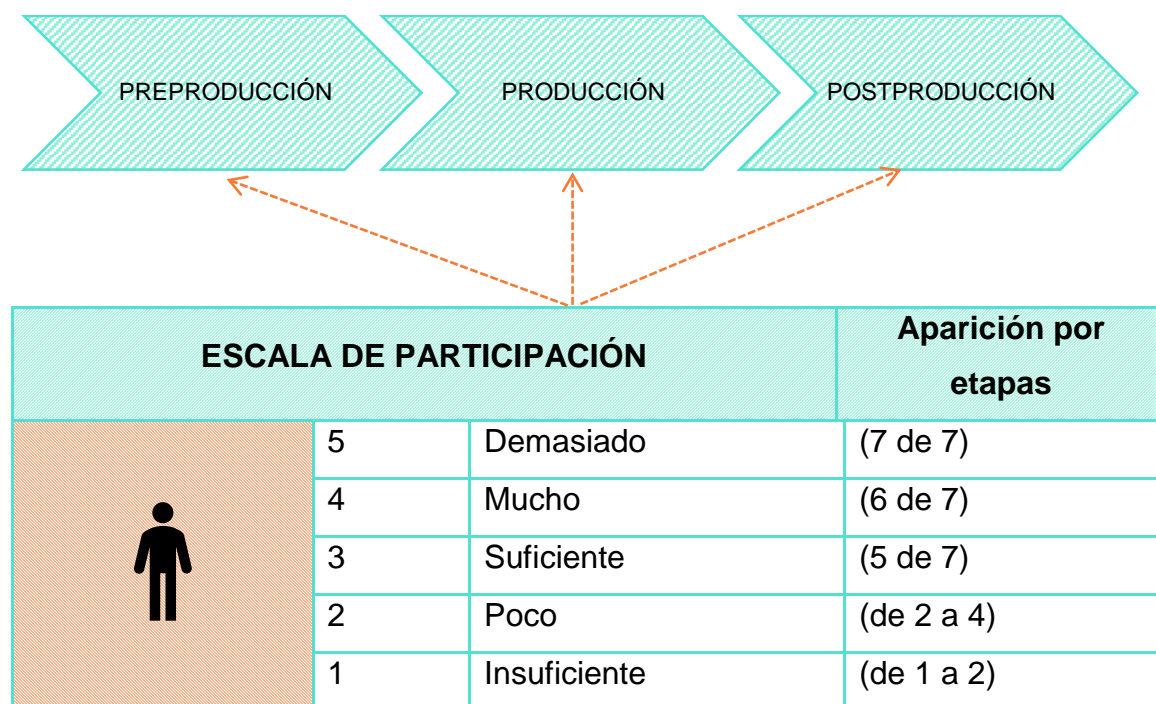 PREPRODUCCIÓN
PRODUCCIÓN
POSTPRODUCCIÓN
ESCALA DE PARTICIPACIÓN
Aparición por
etapas
5 Demasiado (7 de 7)
4 Mucho (6 de 7)
3 Suficiente (5 de 7)
2 Poco (de 2 a 4)
1 Insuficiente (de 1 a 2)